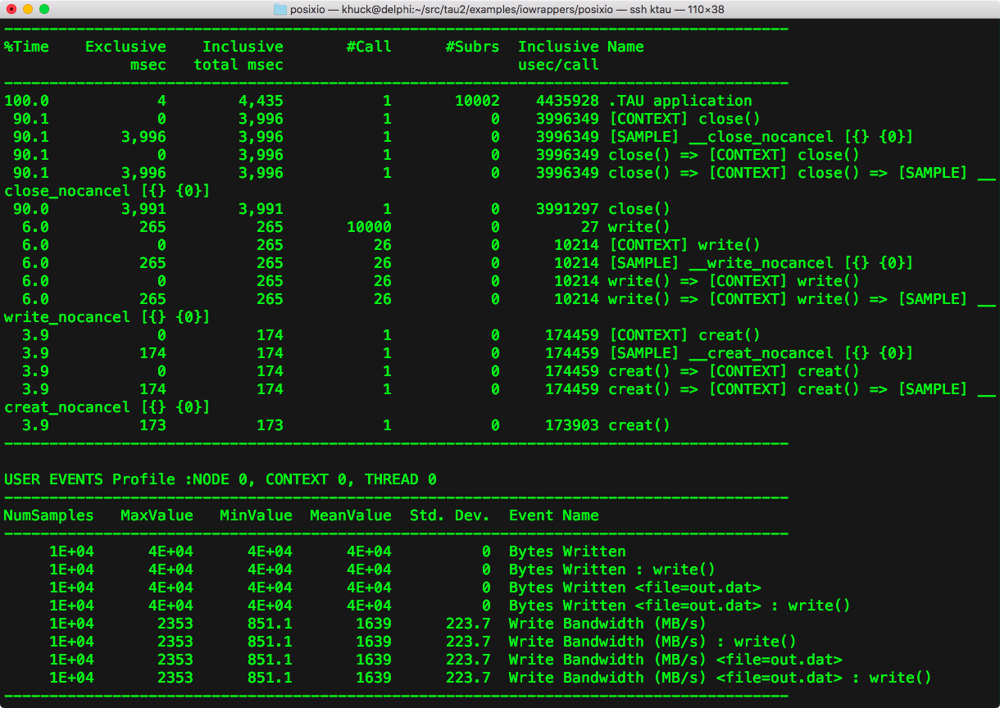 posixio — khuck@delphi:~/src/tau2/examples/iowrappers/posixio — ssh ktau — 110×38
---------------------------------------------------------------------------------------
%Time    Exclusive    Inclusive       #Call      #Subrs  Inclusive Name
              msec   total msec                          usec/call
---------------------------------------------------------------------------------------
100.0            4        4,435           1       10002    4435928 .TAU application
 90.1            0        3,996           1           0    3996349 [CONTEXT] close()
 90.1        3,996        3,996           1           0    3996349 [SAMPLE] __close_nocancel [{} {0}]
 90.1            0        3,996           1           0    3996349 close() => [CONTEXT] close()
 90.1        3,996        3,996           1           0    3996349 close() => [CONTEXT] close() => [SAMPLE] __
close_nocancel [{} {0}]
 90.0        3,991        3,991           1           0    3991297 close()
  6.0          265          265       10000           0         27 write()
  6.0            0          265          26           0      10214 [CONTEXT] write()
  6.0          265          265          26           0      10214 [SAMPLE] __write_nocancel [{} {0}]
  6.0            0          265          26           0      10214 write() => [CONTEXT] write()
  6.0          265          265          26           0      10214 write() => [CONTEXT] write() => [SAMPLE] __
write_nocancel [{} {0}]
  3.9            0          174           1           0     174459 [CONTEXT] creat()
  3.9          174          174           1           0     174459 [SAMPLE] __creat_nocancel [{} {0}]
  3.9            0          174           1           0     174459 creat() => [CONTEXT] creat()
  3.9          174          174           1           0     174459 creat() => [CONTEXT] creat() => [SAMPLE] __
creat_nocancel [{} {0}]
  3.9          173          173           1           0     173903 creat()
---------------------------------------------------------------------------------------
USER EVENTS Profile :NODE 0, CONTEXT 0, THREAD 0
---------------------------------------------------------------------------------------
NumSamples   MaxValue   MinValue  MeanValue  Std. Dev.  Event Name
---------------------------------------------------------------------------------------
     1E+04      4E+04      4E+04      4E+04          0  Bytes Written
     1E+04      4E+04      4E+04      4E+04          0  Bytes Written : write()
     1E+04      4E+04      4E+04      4E+04          0  Bytes Written <file=out.dat>
     1E+04      4E+04      4E+04      4E+04          0  Bytes Written <file=out.dat> : write()
     1E+04       2353      851.1       1639      223.7  Write Bandwidth (MB/s)
     1E+04       2353      851.1       1639      223.7  Write Bandwidth (MB/s) : write()
     1E+04       2353      851.1       1639      223.7  Write Bandwidth (MB/s) <file=out.dat>
     1E+04       2353      851.1       1639      223.7  Write Bandwidth (MB/s) <file=out.dat> : write()
---------------------------------------------------------------------------------------